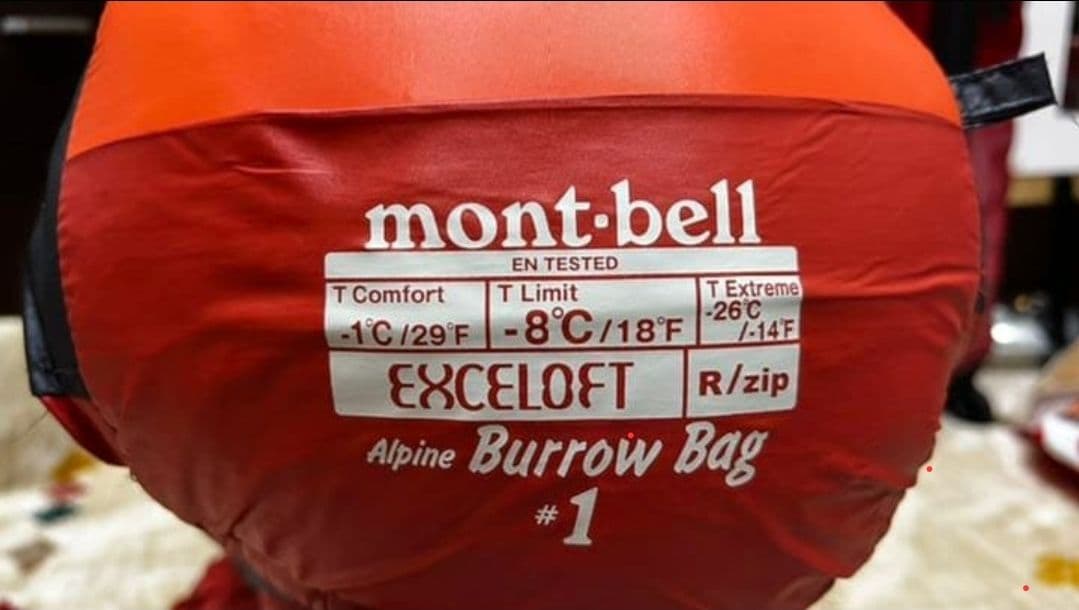 mont·bell
EN TESTED
T Comfort
-1°C/29°F
T Limit
-8°C/18°F
T Extreme
-26°C
/-14°F
EXCELOFT
R/zip
Alpine Burrow Bag
#1